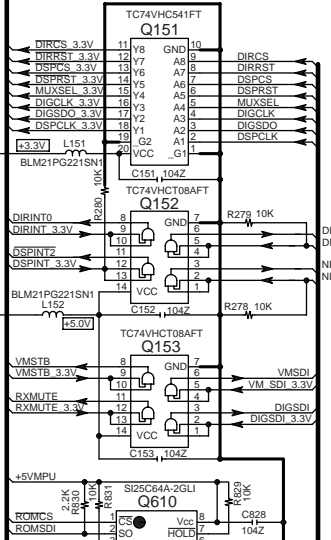 TC74VHC541FT
Q151
DIRCS_3.3V 11 Y8 GND 10
DIRRST_3.3V 12 Y7 A8 9 DIRCS
DSPCS_3.3V 13 Y6 A7 8 DIRRST
DSPRST_3.3V 14 Y5 A6 7 DSPCS
MUXSEL_3.3V 15 Y4 A5 6 DSPRST
DIGCLK_3.3V 16 Y3 A4 5 MUXSEL
DIGSDO_3.3V 17 Y2 A3 4 DIGCLK
DSPCLK_3.3V 18 Y1 A2 3 DIGSDO
19 _G2 A1 2 DSPCLK
20 VCC _G1 1
+3.3V L151
BLM21PG221SN1
C151 104Z
R280 10K
TC74VHCT08AFT
Q152
DIRINT0 8 GND 7 R279 10K
DIRINT_3.3V 9 6
10 5
DSPINT2 11 4
DSPINT_3.3V 12 3
13 2
14 VCC 1
BLM21PG221SN1
L152
+5.0V
C152 104Z
R278 10K
TC74VHCT08AFT
Q153
VMSTB 8 GND 7
VMSTB_3.3V 9 6 VMSDI
10 5 VM_SDI_3.3V
RXMUTE 11 4
RXMUTE_3.3V 12 3 DIGSDI
13 2 DIGSDI_3.3V
14 VCC 1
C153 104Z
+5VMPU
2.2K R830
10K R831
SI25C64A-2GLI
Q610
R829 10K
ROMCS 1 CS Vcc 8 C828
ROMSDI 2 SO HOLD 7 104Z